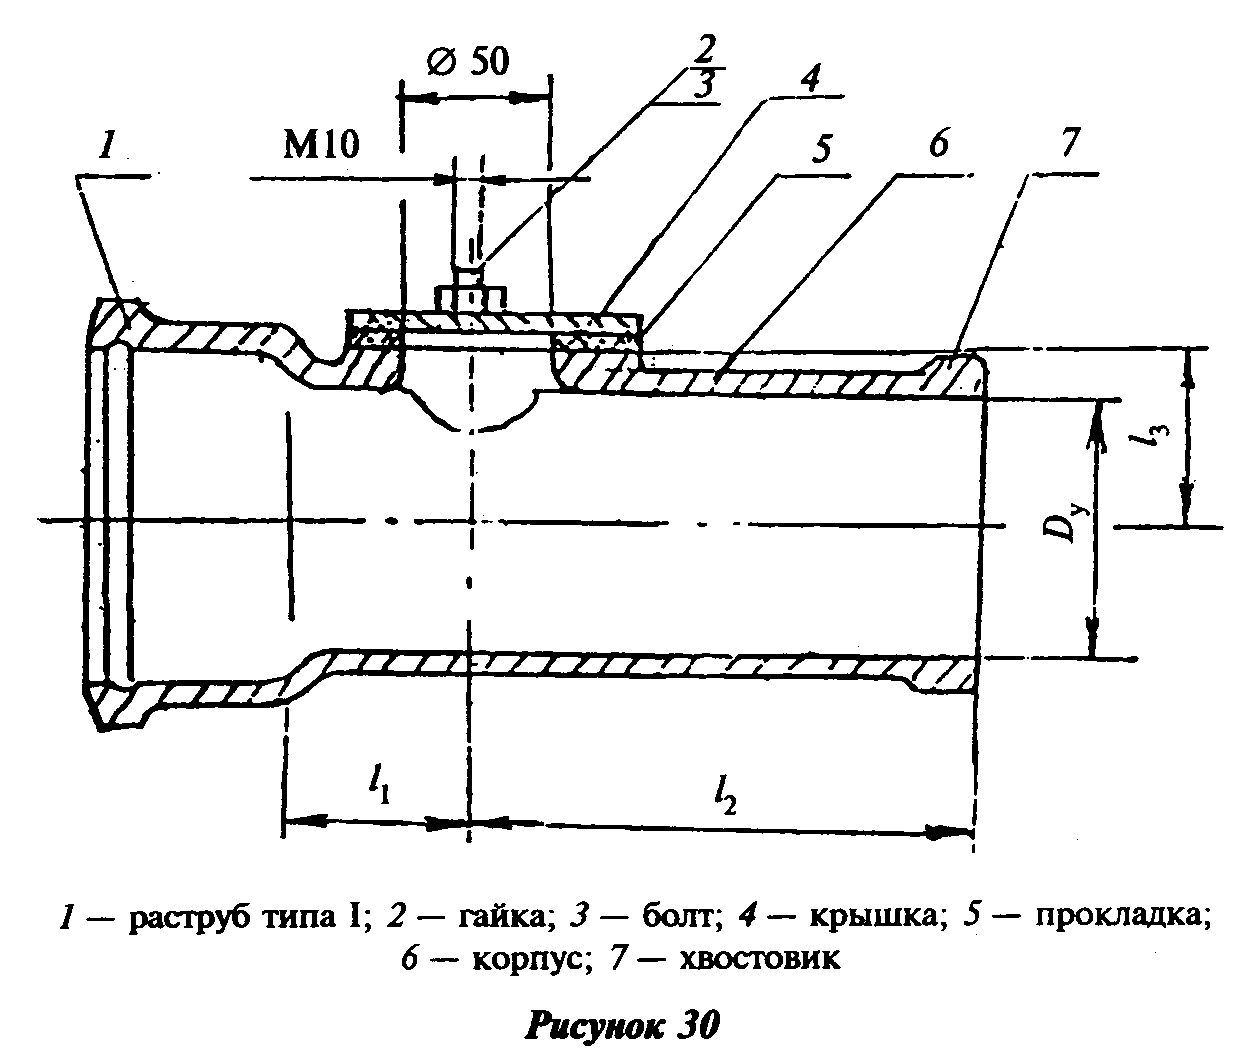 2
3
Ø 50
4
1
M10
5
6
7
l3
Dу
l1
l2
1 — раструб типа I; 2 — гайка; 3 — болт; 4 — крышка; 5 — прокладка;
6 — корпус; 7 — хвостовик
Рисунок 30